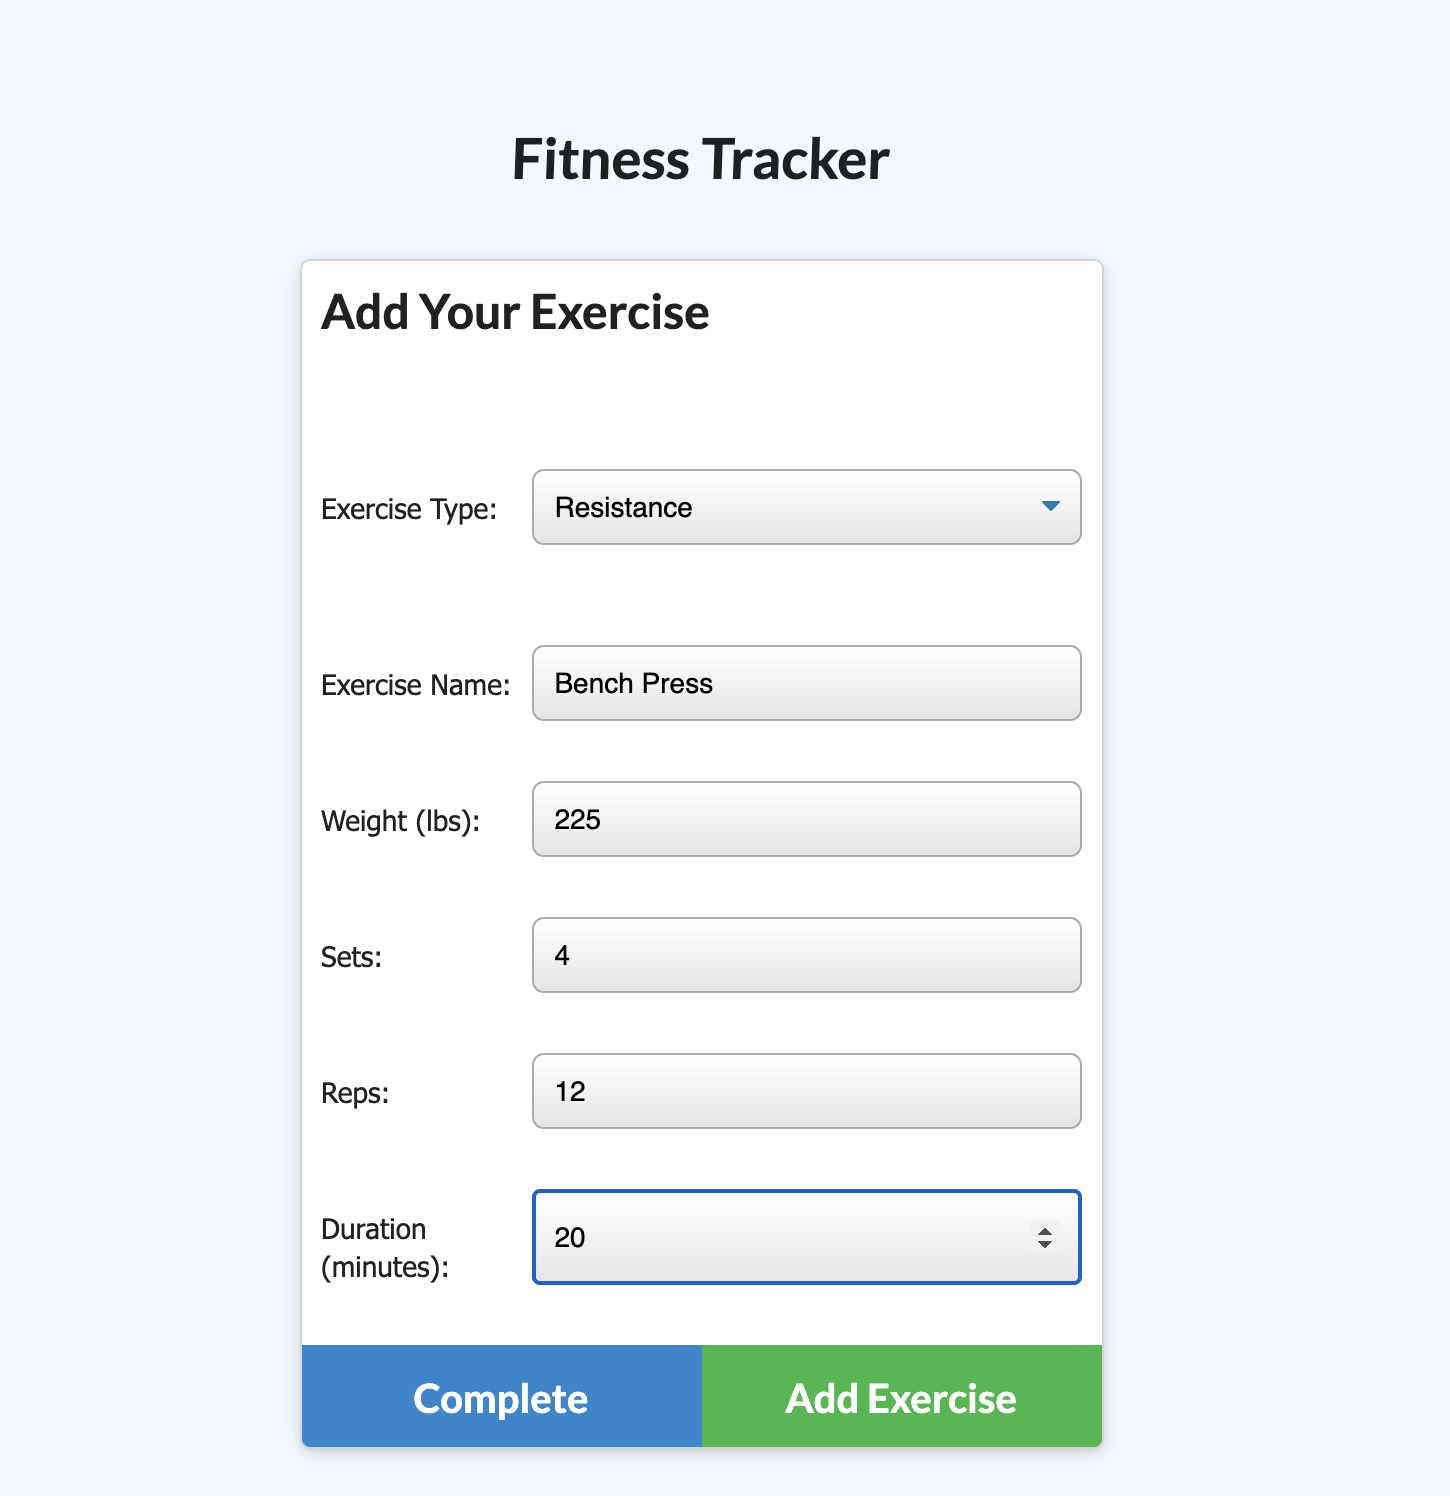 Fitness Tracker
Add Your Exercise
Exercise Type: Resistance
Exercise Name: Bench Press
Weight (lbs): 225
Sets: 4
Reps: 12
Duration
(minutes): 20
Complete Add Exercise